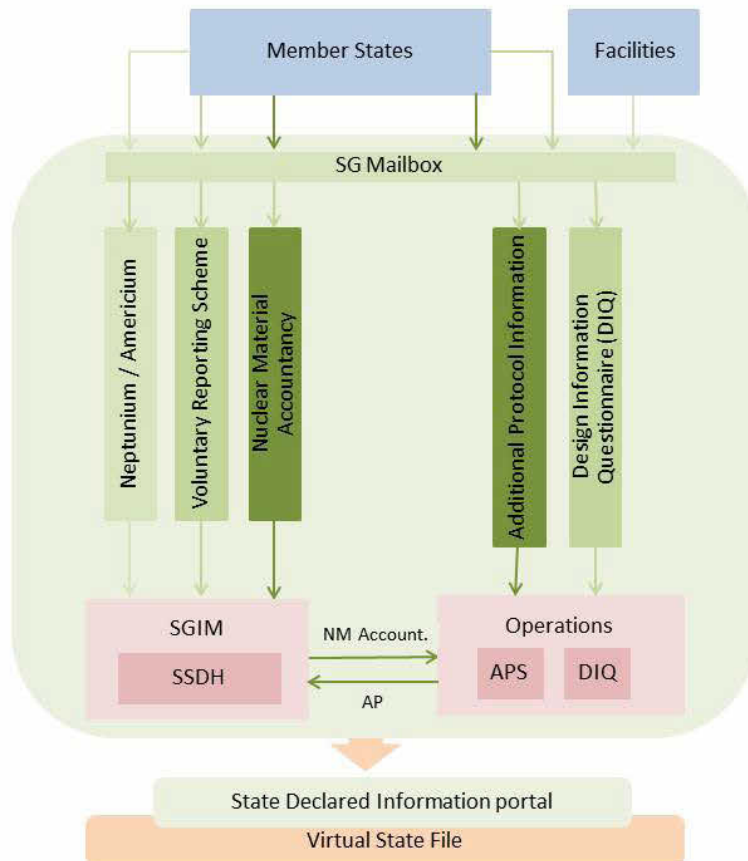 Member States
Facilities
SG Mailbox
Neptunium / Americium
Voluntary Reporting Scheme
Nuclear Material
Accountancy
Additional Protocol Information
Design Information
Questionnaire (DIQ)
SGIM
SSDH
NM Account.
AP
Operations
APS
DIQ
State Declared Information portal
Virtual State File